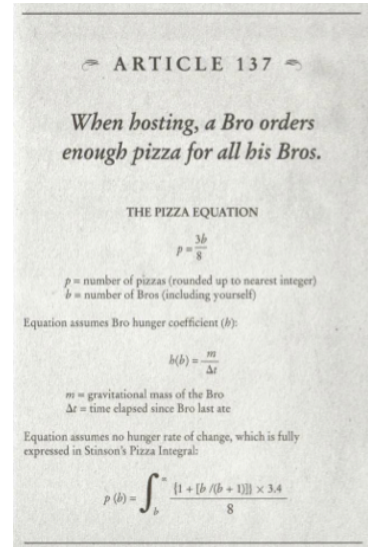 ARTICLE 137
When hosting, a Bro orders
enough pizza for all his Bros.
THE PIZZA EQUATION
p = 3b/8
p = number of pizzas (rounded up to nearest integer)
b = number of Bros (including yourself)
Equation assumes Bro hunger coefficient (h):
h(b) = m/Δt
m = gravitational mass of the Bro
Δt = time elapsed since Bro last ate
Equation assumes no hunger rate of change, which is fully
expressed in Stinson's Pizza Integral:
p (b) = ∫ b ∞ {1 + [b /(b + 1)]} × 3.4 / 8